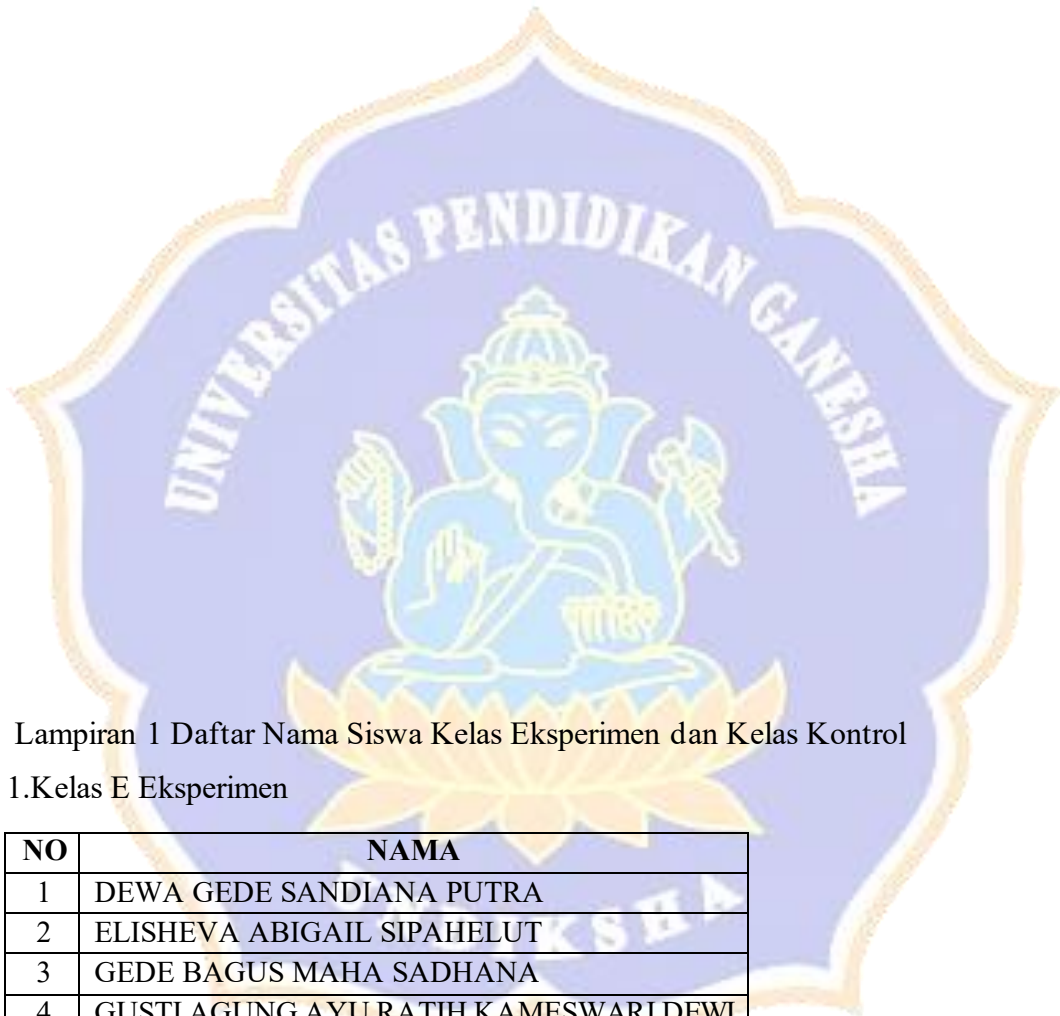 UNIVERSITAS PENDIDIKAN GANESHA
Lampiran 1 Daftar Nama Siswa Kelas Eksperimen dan Kelas Kontrol
1.Kelas E Eksperimen
NO NAMA
1 DEWA GEDE SANDIANA PUTRA
2 ELISHEVA ABIGAIL SIPAHELUT
3 GEDE BAGUS MAHA SADHANA
4 GUSTI AGUNG AYU RATIH KAMESWARI DEWI
UNDIKSHA